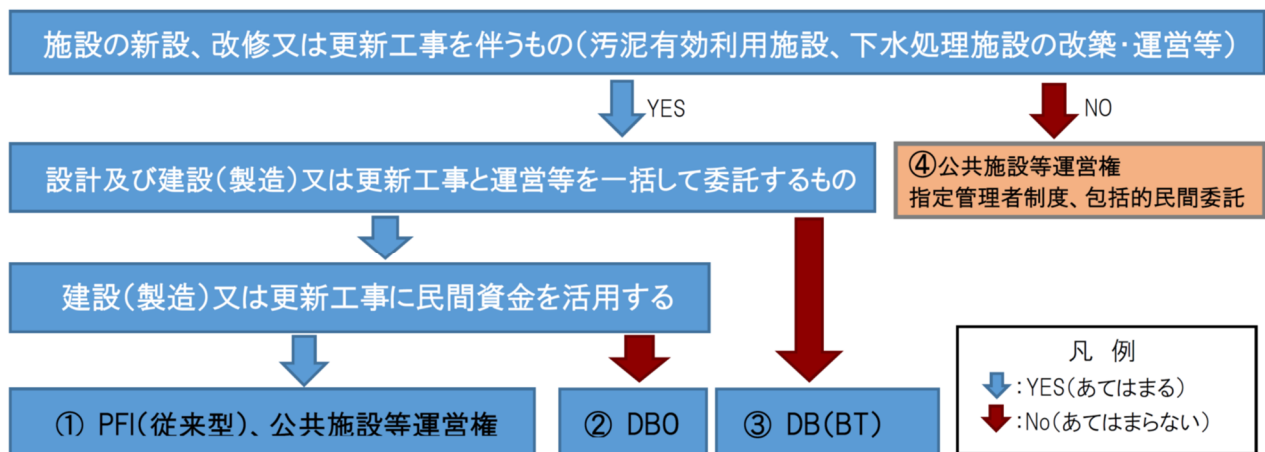 施設の新設、改修又は更新工事を伴うもの(汚泥有効利用施設、下水処理施設の改築･運営等)
YES
NO
設計及び建設(製造)又は更新工事と運営等を一括して委託するもの
④公共施設等運営権
指定管理者制度、包括的民間委託
建設(製造)又は更新工事に民間資金を活用する
① PFI(従来型)、公共施設等運営権
② DBO
③ DB(BT)
凡 例
:YES(あてはまる)
:No(あてはまらない)